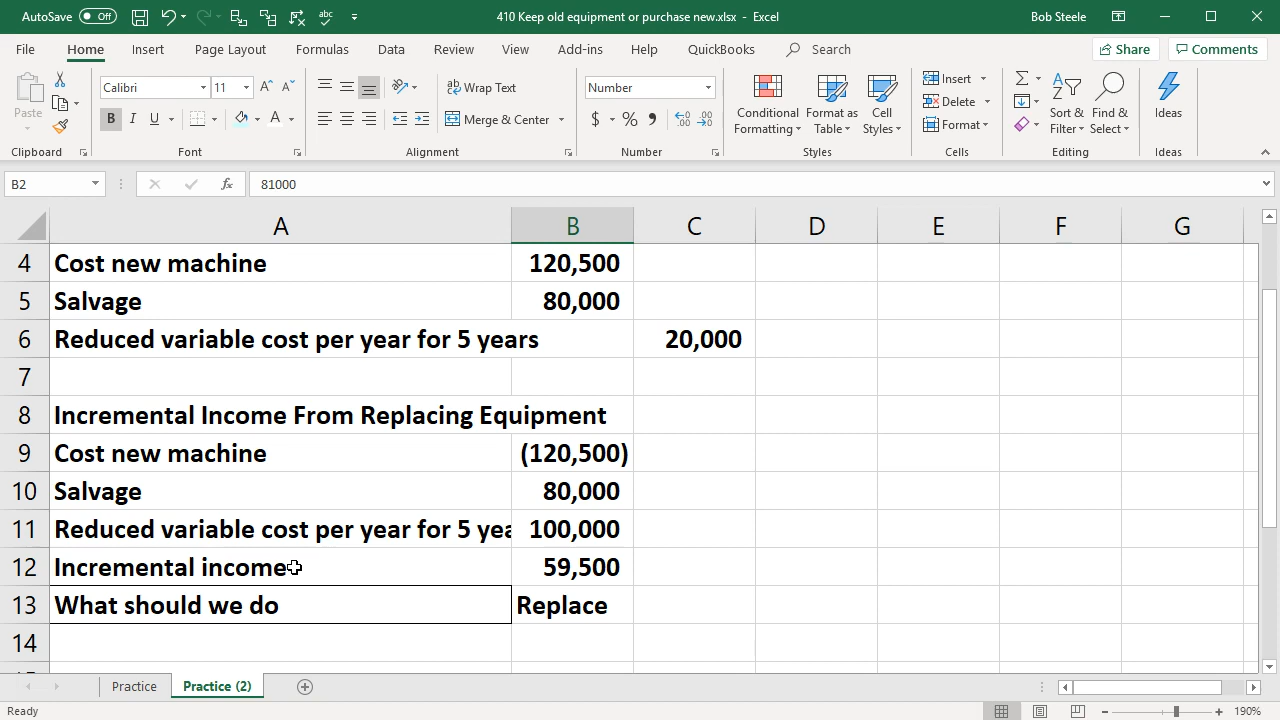 AutoSave Off 410 Keep old equipment or purchase new.xlsx - Excel Bob Steele
File Home Insert Page Layout Formulas Data Review View Add-ins Help QuickBooks Search Share Comments
Paste Calibri 11 Wrap Text Number Conditional Formatting Format as Table Cell Styles Insert Sort & Filter Find & Select Ideas
B I U A Merge & Center $ % Delete
Format
Clipboard Font Alignment Number Styles Cells Editing Ideas
B2 fx 81000
A B C D E F G
4 Cost new machine 120,500
5 Salvage 80,000
6 Reduced variable cost per year for 5 years 20,000
7
8 Incremental Income From Replacing Equipment
9 Cost new machine (120,500)
10 Salvage 80,000
11 Reduced variable cost per year for 5 yea 100,000
12 Incremental income 59,500
13 What should we do Replace
14
Practice Practice (2)
Ready 190%